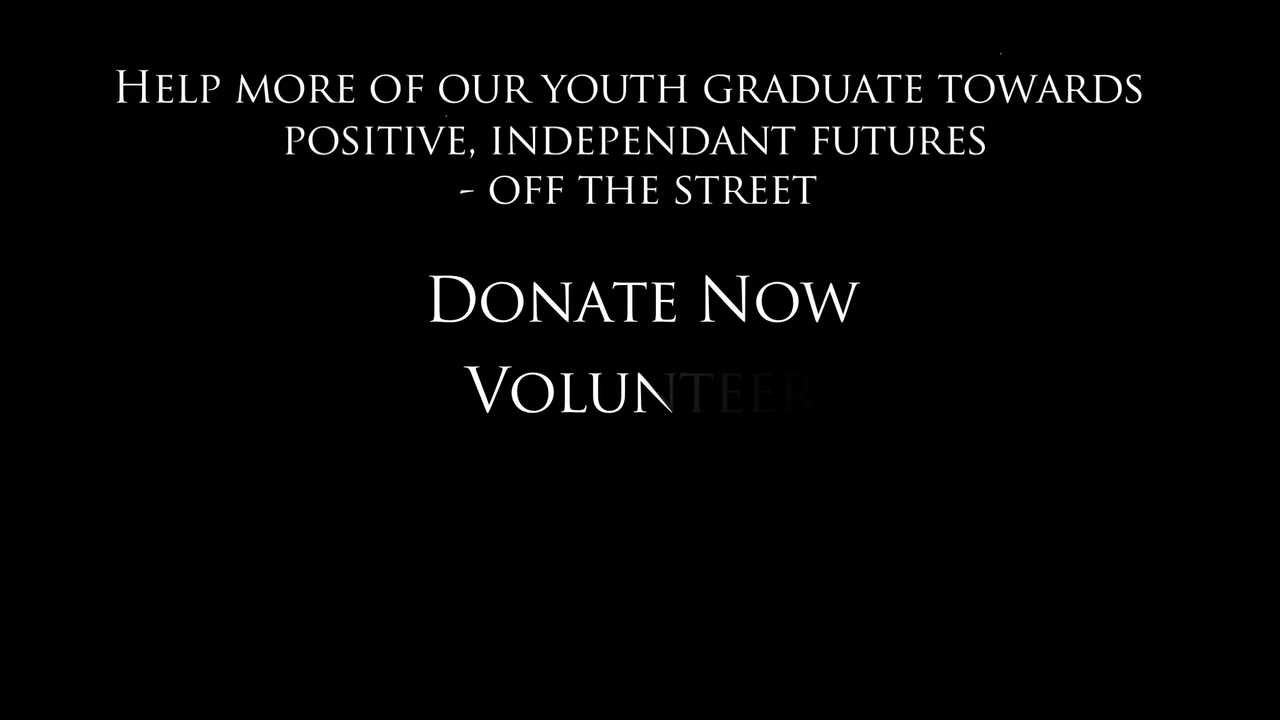 Help more of our youth graduate towards
positive, independant futures
- off the street
Donate Now
Volunteer